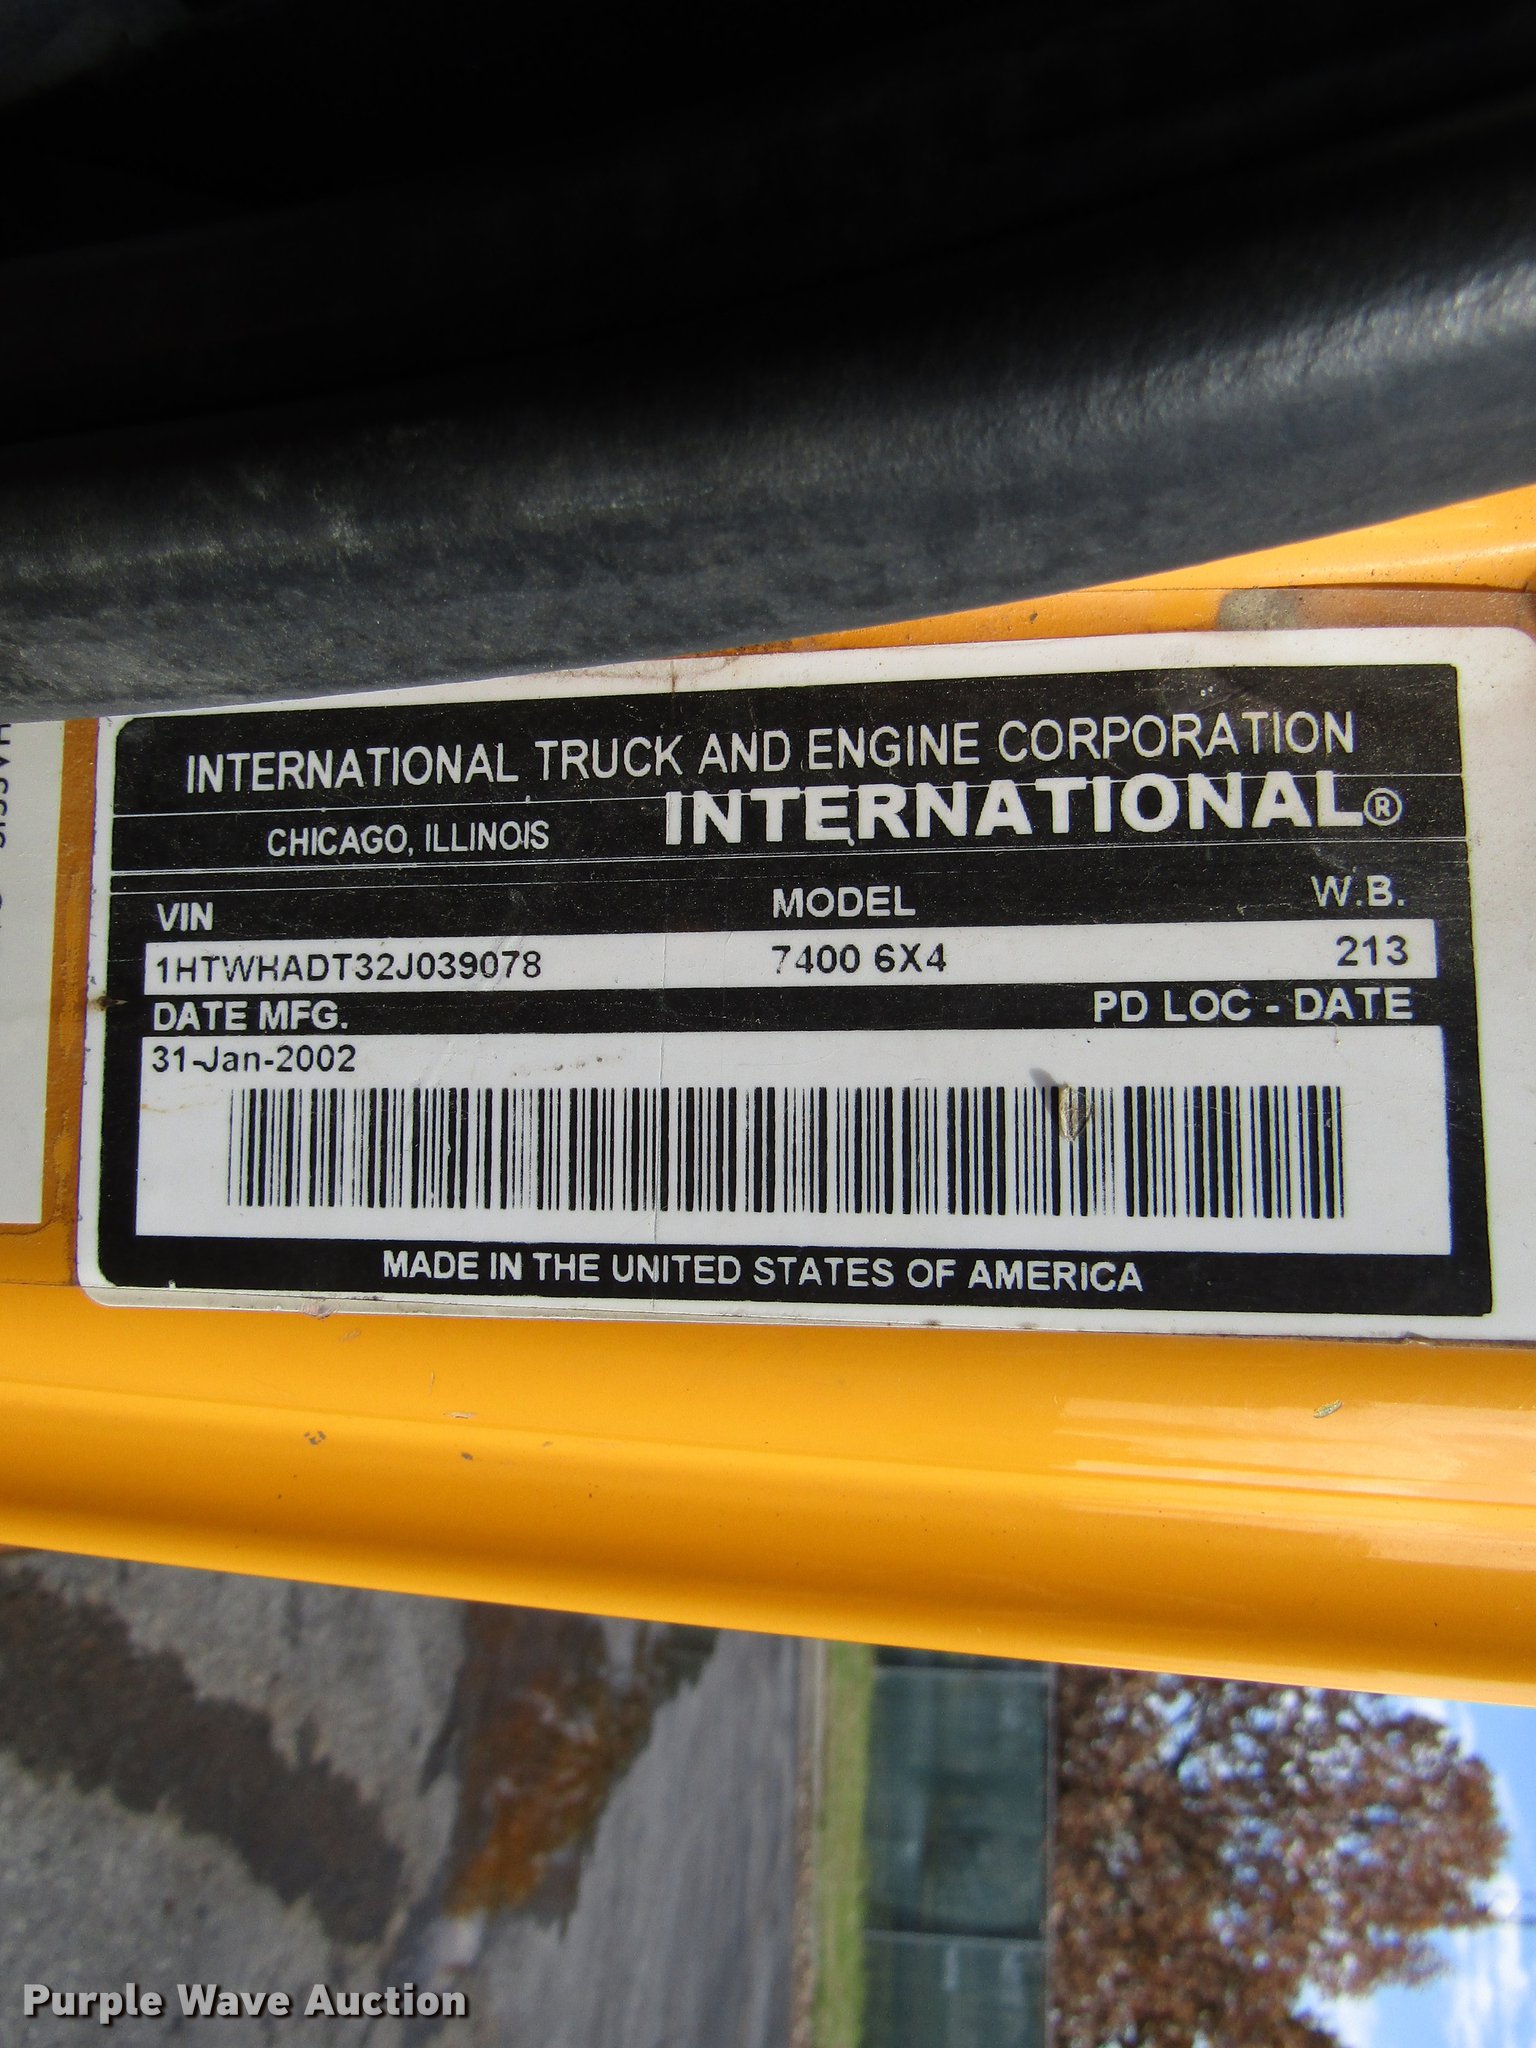 INTERNATIONAL TRUCK AND ENGINE CORPORATION
CHICAGO, ILLINOIS INTERNATIONAL®
VIN MODEL W.B.
1HTWHADT32J039078 7400 6X4 213
DATE MFG. PD LOC - DATE
31-Jan-2002
MADE IN THE UNITED STATES OF AMERICA
Purple Wave Auction